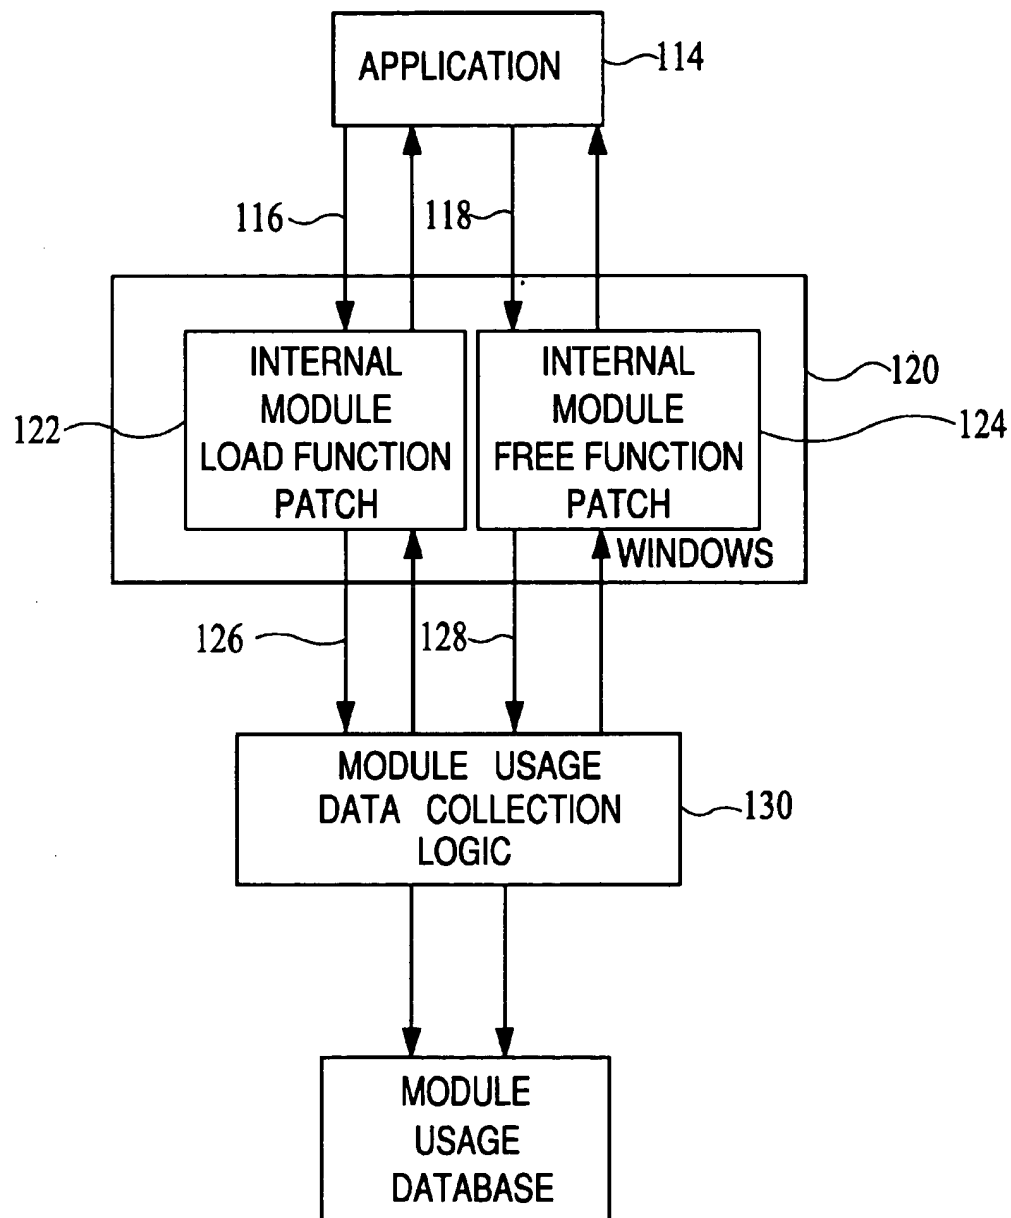 APPLICATION
114
116
118
INTERNAL
MODULE
LOAD FUNCTION
PATCH
INTERNAL
MODULE
FREE FUNCTION
PATCH
120
122
124
WINDOWS
126
128
MODULE USAGE
DATA COLLECTION
LOGIC
130
MODULE
USAGE
DATABASE